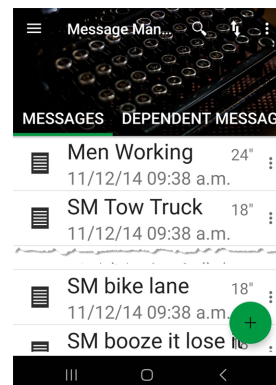 Message Man...
MESSAGES DEPENDENT MESSAG
Men Working 24"
11/12/14 09:38 a.m.
SM Tow Truck 18"
11/12/14 09:38 a.m.
SM bike lane 18"
11/12/14 09:38 a.m.
SM booze it lose it